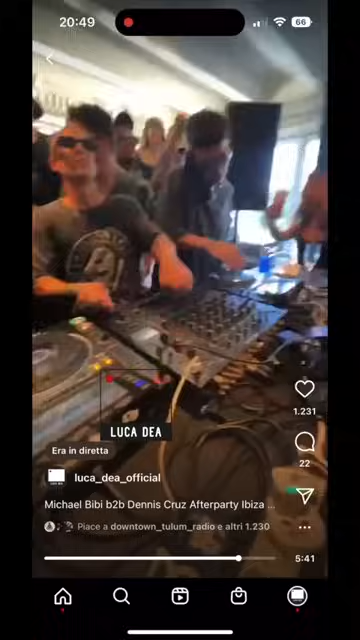 20:49
66
1.231
LUCA DEA
22
Era in diretta
luca_dea_official
Michael Bibi b2b Dennis Cruz Afterparty Ibiza ...
Piace a downtown_tulum_radio e altri 1.230
5:41